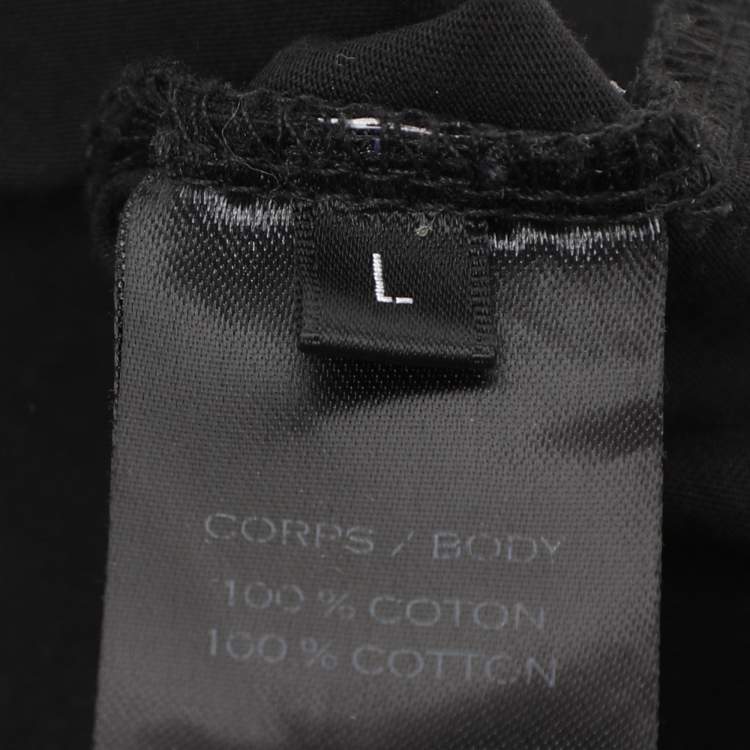 L
CORPS / BODY
100 % COTON
100 % COTTON